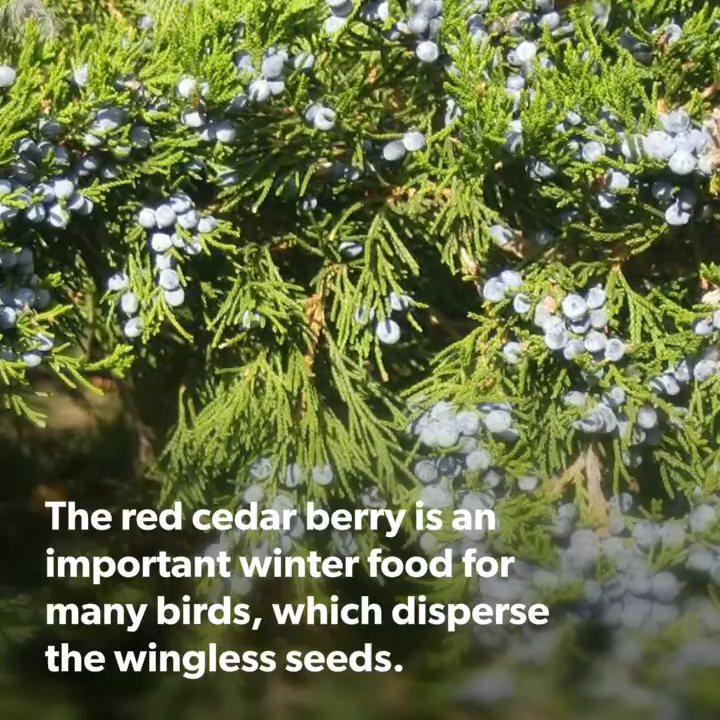 The red cedar berry is an
important winter food for
many birds, which disperse
the wingless seeds.